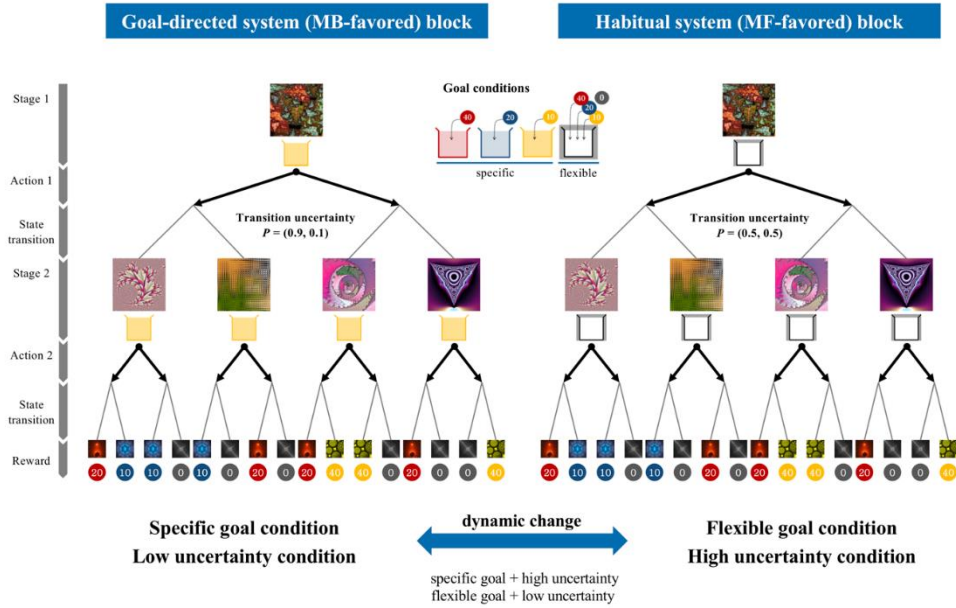 Goal-directed system (MB-favored) block
Habitual system (MF-favored) block
Stage 1
Action 1
State
transition
Stage 2
Action 2
State
transition
Reward
Goal conditions
40
20
10
40
0
20
10
specific
flexible
Transition uncertainty
P = (0.9, 0.1)
Transition uncertainty
P = (0.5, 0.5)
20 10 10 0 10 0 20 0 20 40 40 0 20 0 0 40
20 10 10 0 10 0 20 0 20 40 40 0 20 0 0 40
Specific goal condition
Low uncertainty condition
dynamic change
specific goal + high uncertainty
flexible goal + low uncertainty
Flexible goal condition
High uncertainty condition